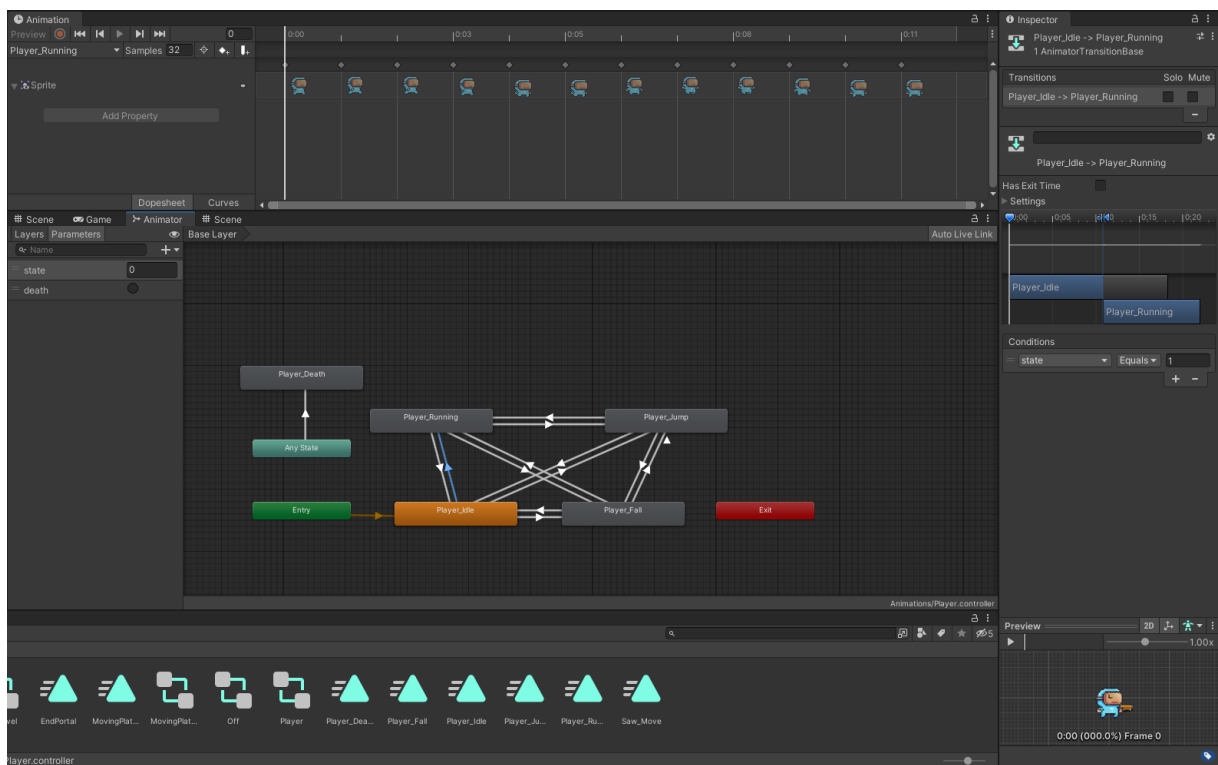 Animation
Preview
0
0:00
0:03
0:05
0:08
0:11
Player_Running
Samples 32
Sprite
Add Property
Dopesheet
Curves
Scene
Game
Animator
Scene
Layers
Parameters
Base Layer
Auto Live Link
Name
state 0
death
Player_Death
Any State
Player_Running
Player_Jump
Entry
Player_Idle
Player_Fall
Exit
Animations/Player.controller
5
EndPortal
MovingPlat...
MovingPlat...
Off
Player
Player_Dea...
Player_Fall
Player_Idle
Player_Ju...
Player_Ru...
Saw_Move
Player.controller
Inspector
Player_Idle -> Player_Running
1 AnimatorTransitionBase
Transitions
Solo Mute
Player_Idle -> Player_Running
Player_Idle -> Player_Running
Has Exit Time
Settings
0:05
0:15
0:20
Player_Idle
Player_Running
Conditions
state Equals 1
Preview
2D
1.00x
0:00 (000.0%) Frame 0